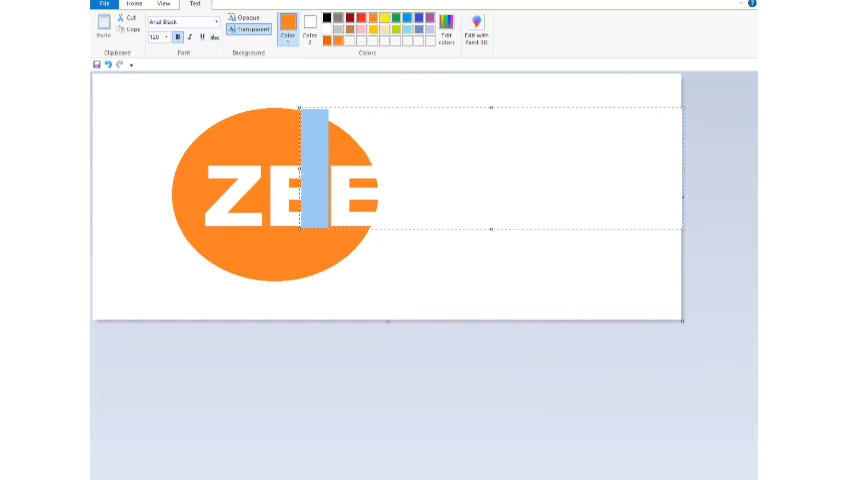 File Home View Text
Cut
Copy
Paste
Clipboard
Arial Black
120
B I U abc
Font
Opaque
Transparent
Background
Color 1
Color 2
Edit colors
Edit with Paint 3D
Colors
ZEE